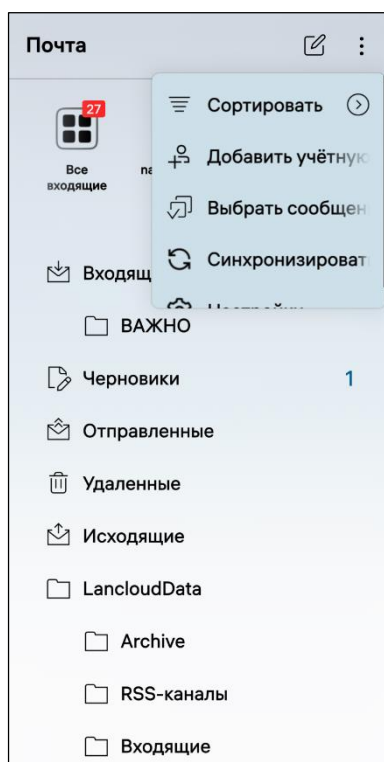 Почта
27
Сортировать
Все
входящие
na
Добавить учётную
Выбрать сообщен
Синхронизироват
Входящ
ВАЖНО
Черновики
1
Отправленные
Удаленные
Исходящие
LancloudData
Archive
RSS-каналы
Входящие